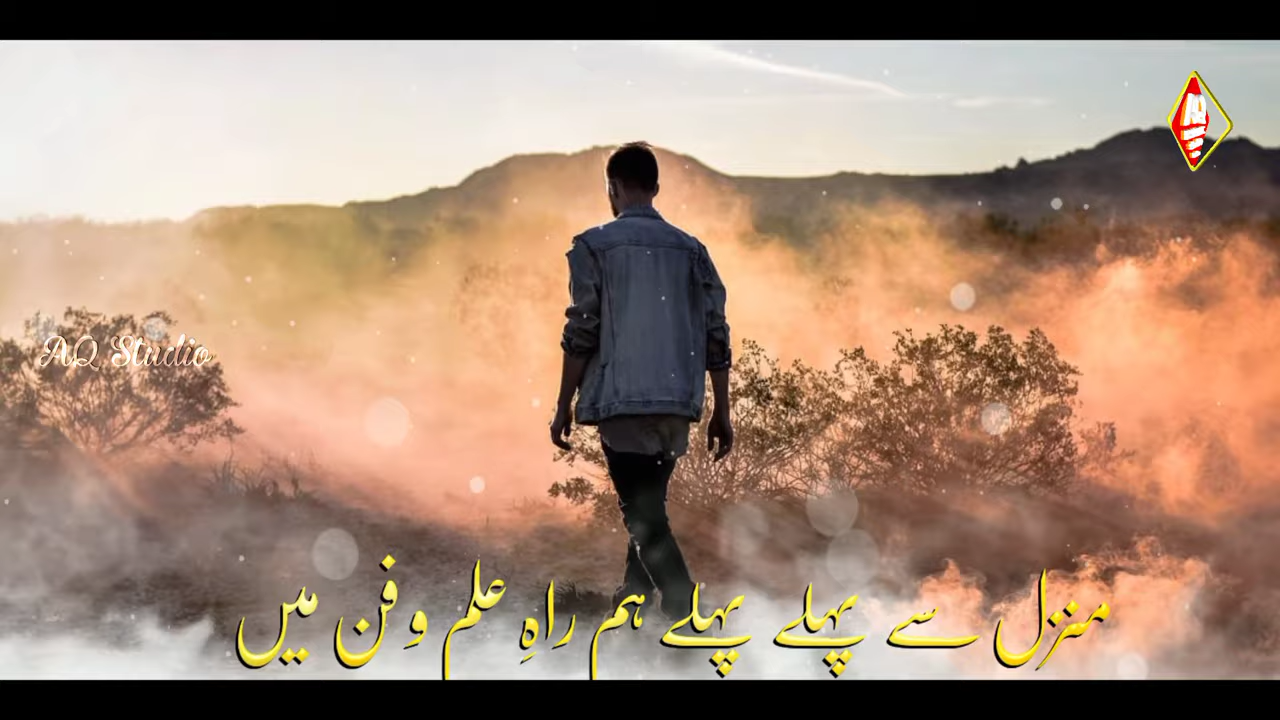 AQ Studio
منزل سے پہلے پہلے ہم راہِ علم و فن میں